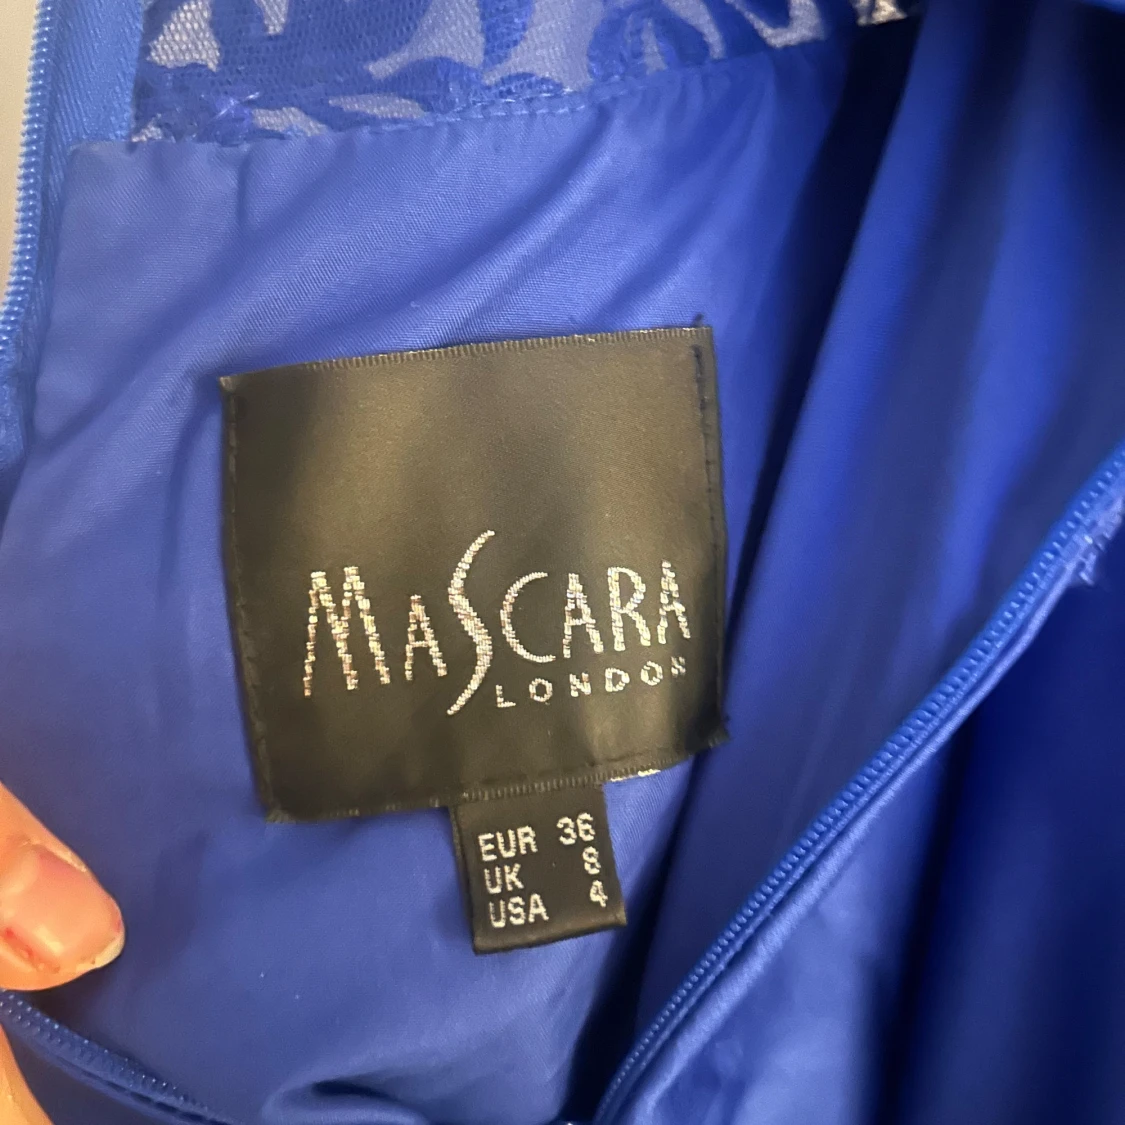 MASCARA
LONDON
EUR 36
UK 8
USA 4